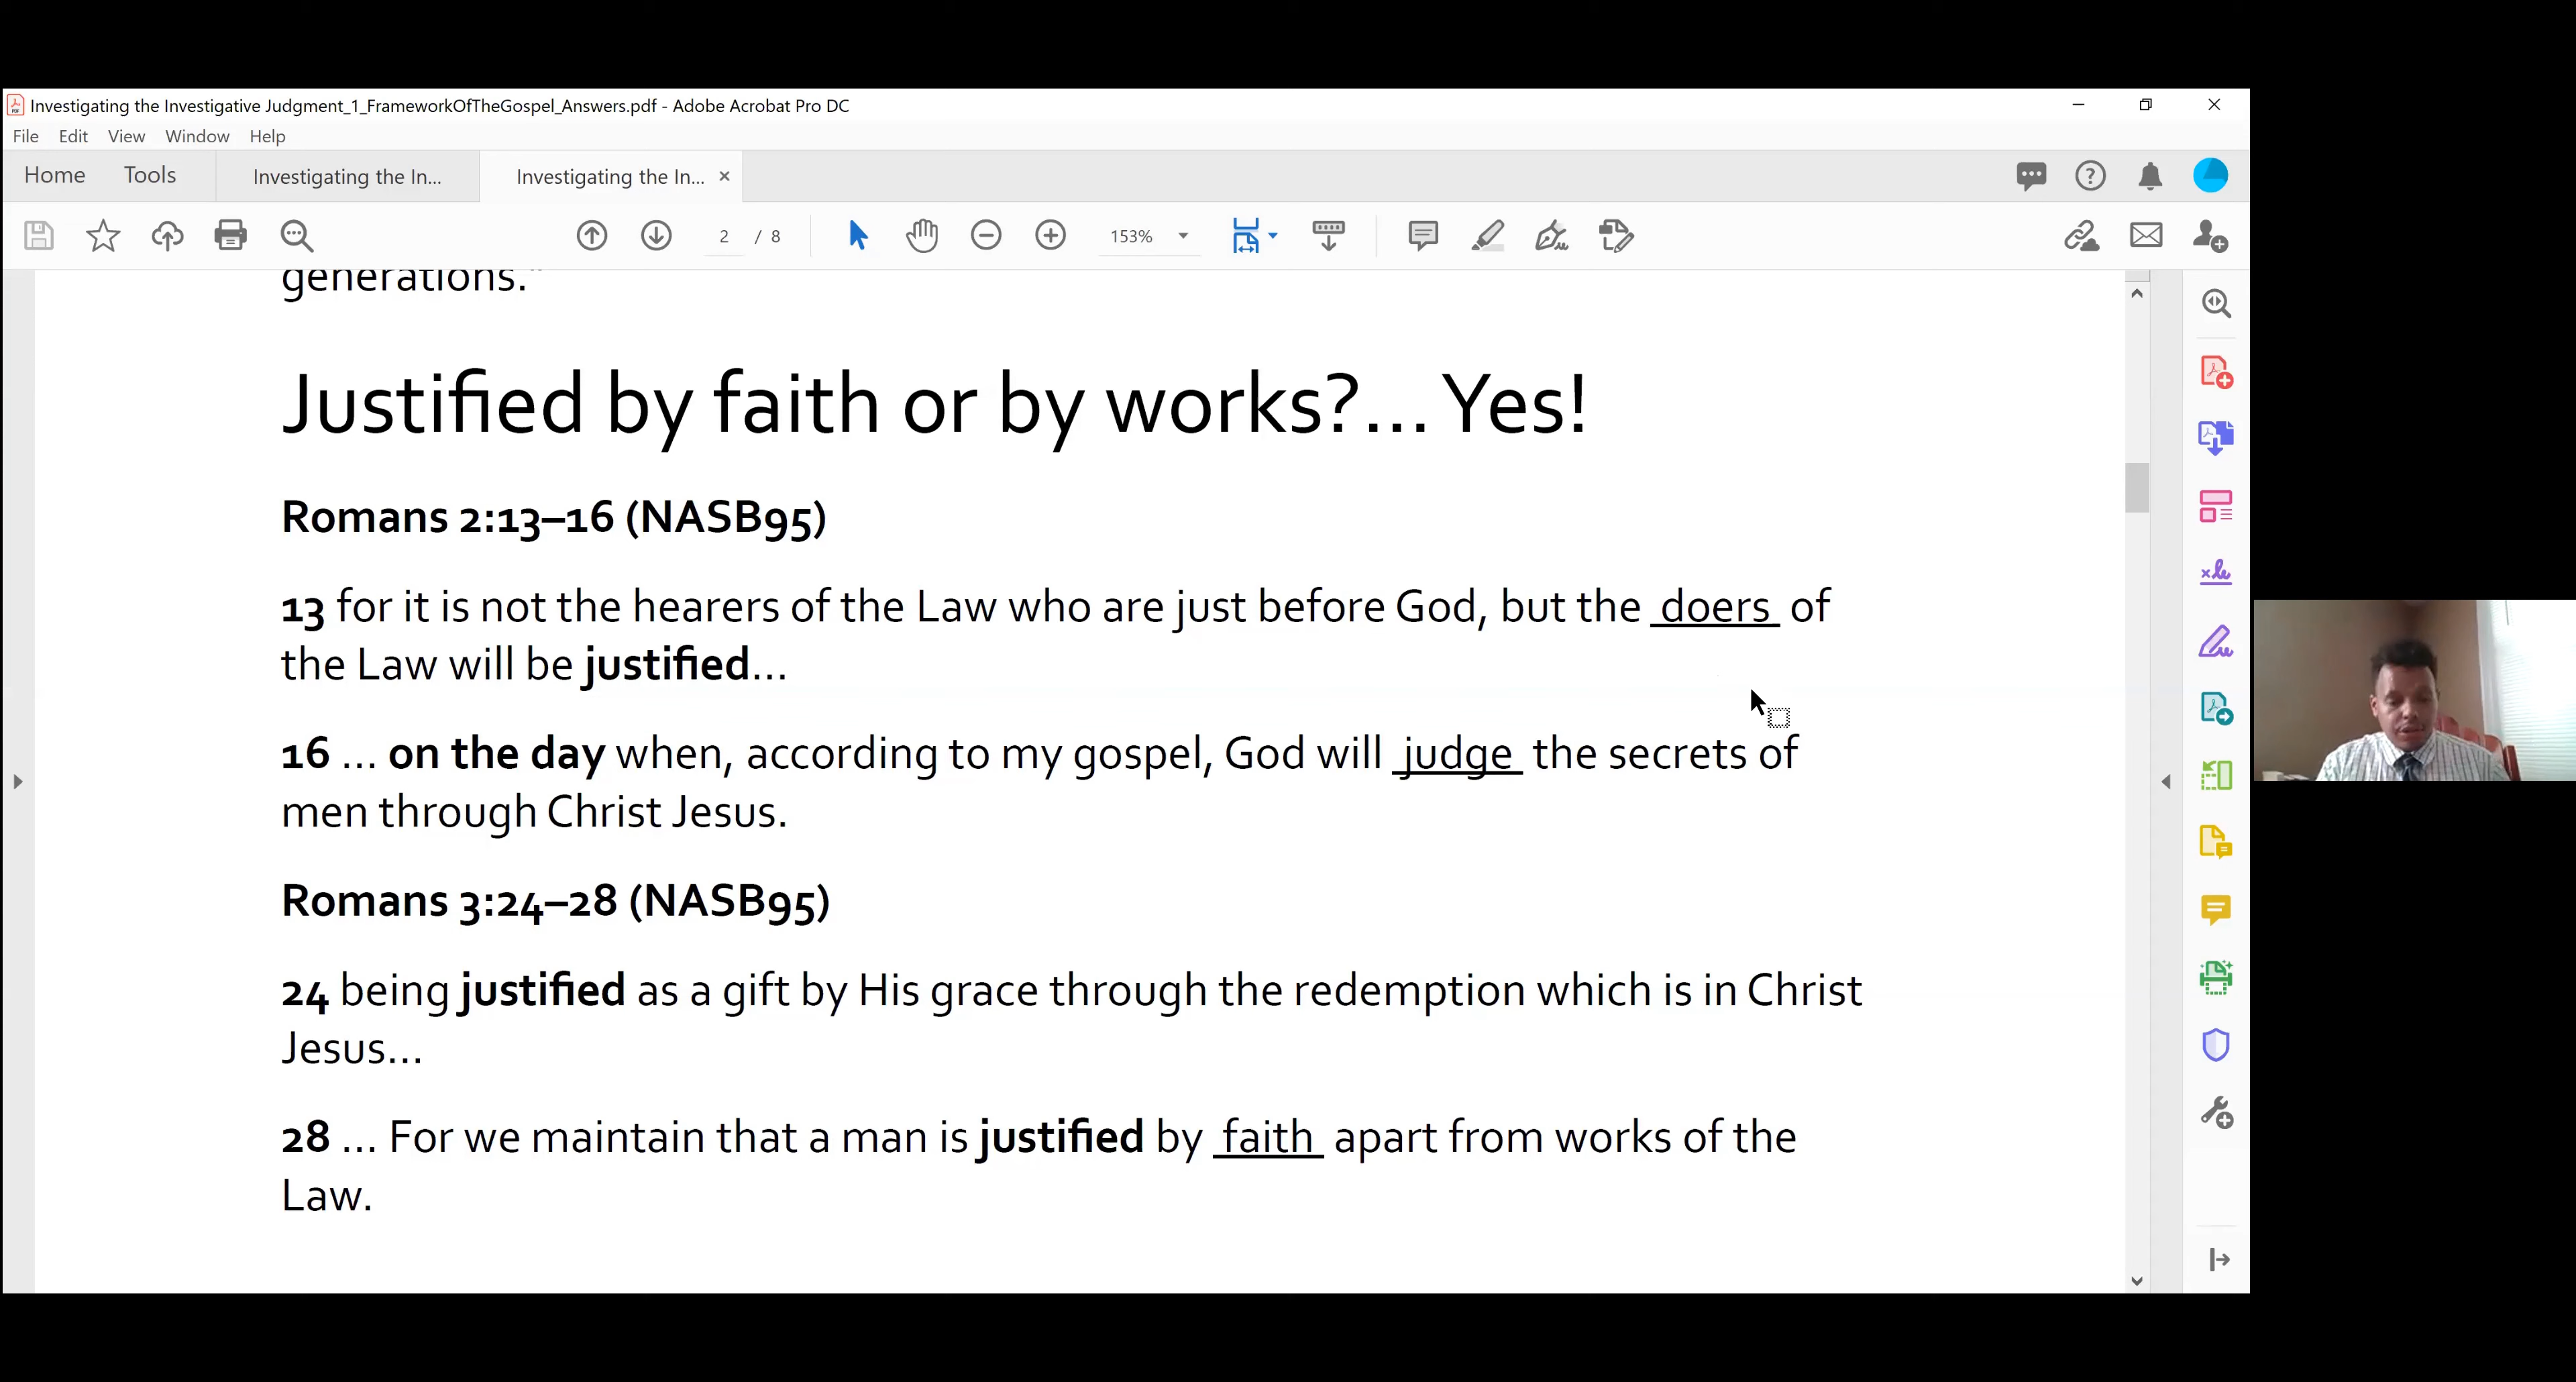 Investigating the Investigative Judgment_1_FrameworkOfTheGospel_Answers.pdf - Adobe Acrobat Pro DC
File Edit View Window Help
Home Tools Investigating the In... Investigating the In...
2 / 8 153%
generations."
Justified by faith or by works?... Yes!
Romans 2:13–16 (NASB95)
13 for it is not the hearers of the Law who are just before God, but the doers of
the Law will be justified...
16 ... on the day when, according to my gospel, God will judge the secrets of
men through Christ Jesus.
Romans 3:24–28 (NASB95)
24 being justified as a gift by His grace through the redemption which is in Christ
Jesus...
28 ... For we maintain that a man is justified by faith apart from works of the
Law.